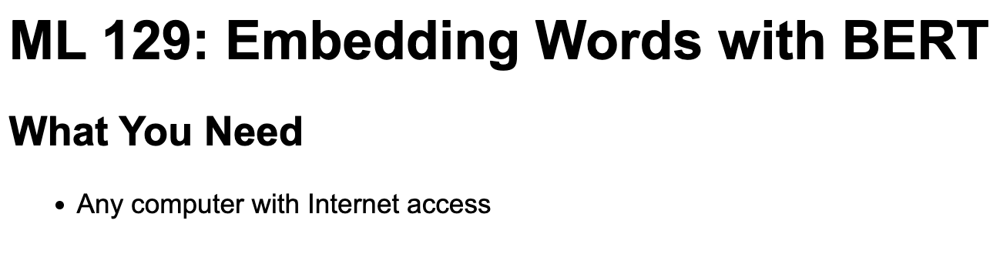 ML 129: Embedding Words with BERT
What You Need
• Any computer with Internet access